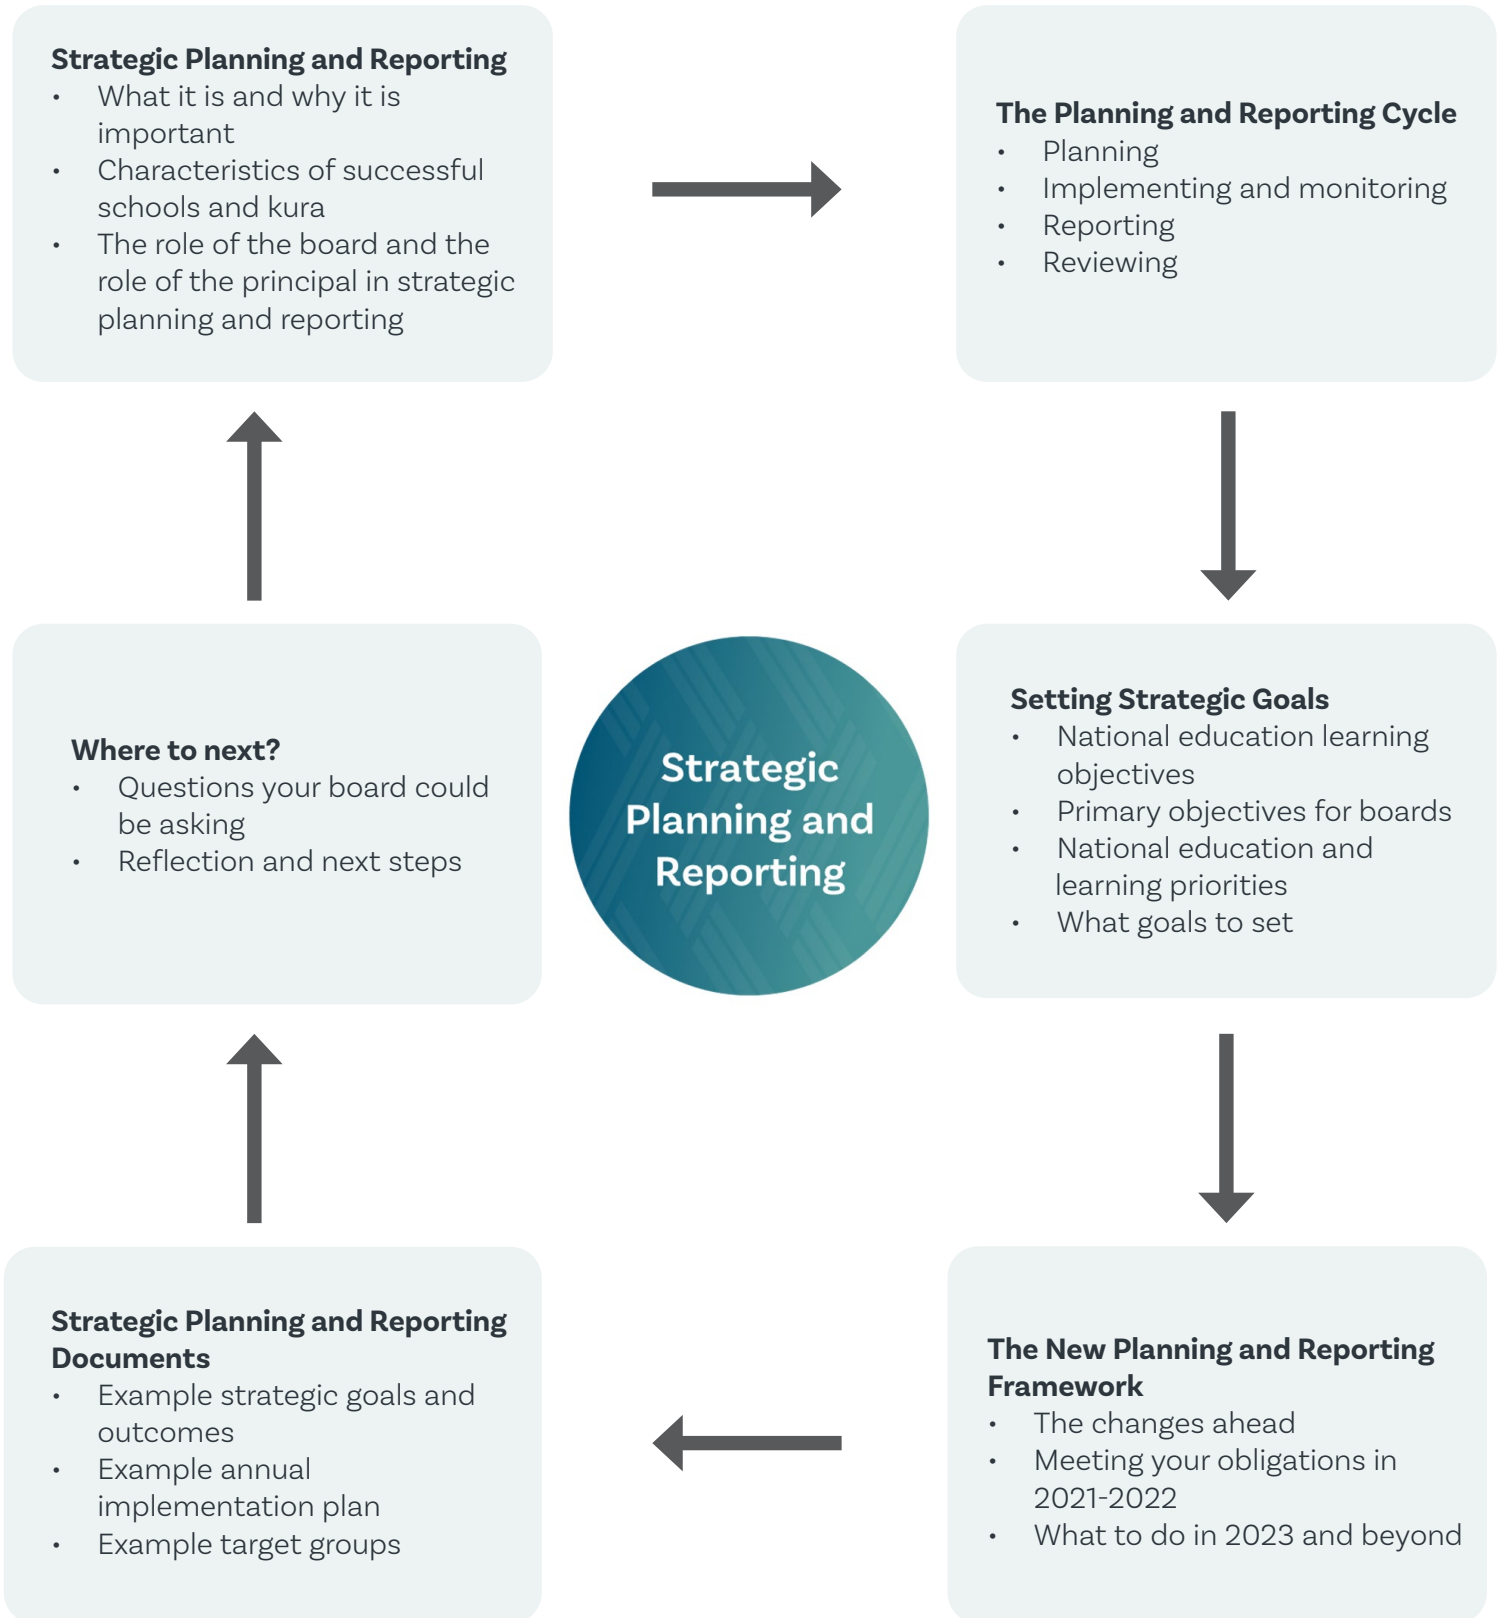 Strategic Planning and Reporting
• What it is and why it is
important
• Characteristics of successful
schools and kura
• The role of the board and the
role of the principal in strategic
planning and reporting
The Planning and Reporting Cycle
• Planning
• Implementing and monitoring
• Reporting
• Reviewing
Setting Strategic Goals
• National education learning
objectives
• Primary objectives for boards
• National education and
learning priorities
• What goals to set
The New Planning and Reporting
Framework
• The changes ahead
• Meeting your obligations in
2021-2022
• What to do in 2023 and beyond
Strategic Planning and Reporting
Documents
• Example strategic goals and
outcomes
• Example annual
implementation plan
• Example target groups
Where to next?
• Questions your board could
be asking
• Reflection and next steps
Strategic
Planning and
Reporting